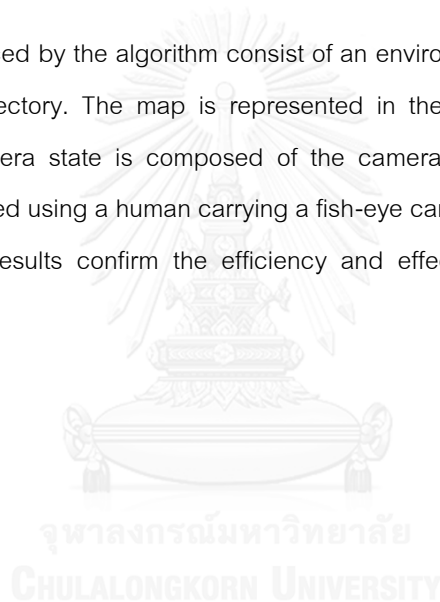 ed by the algorithm consist of an enviro
ectory. The map is represented in the
era state is composed of the camera
ed using a human carrying a fish-eye car
esults confirm the efficiency and effe
จุฬาลงกรณ์มหาวิทยาลัย
CHULALONGKORN UNIVERSITY